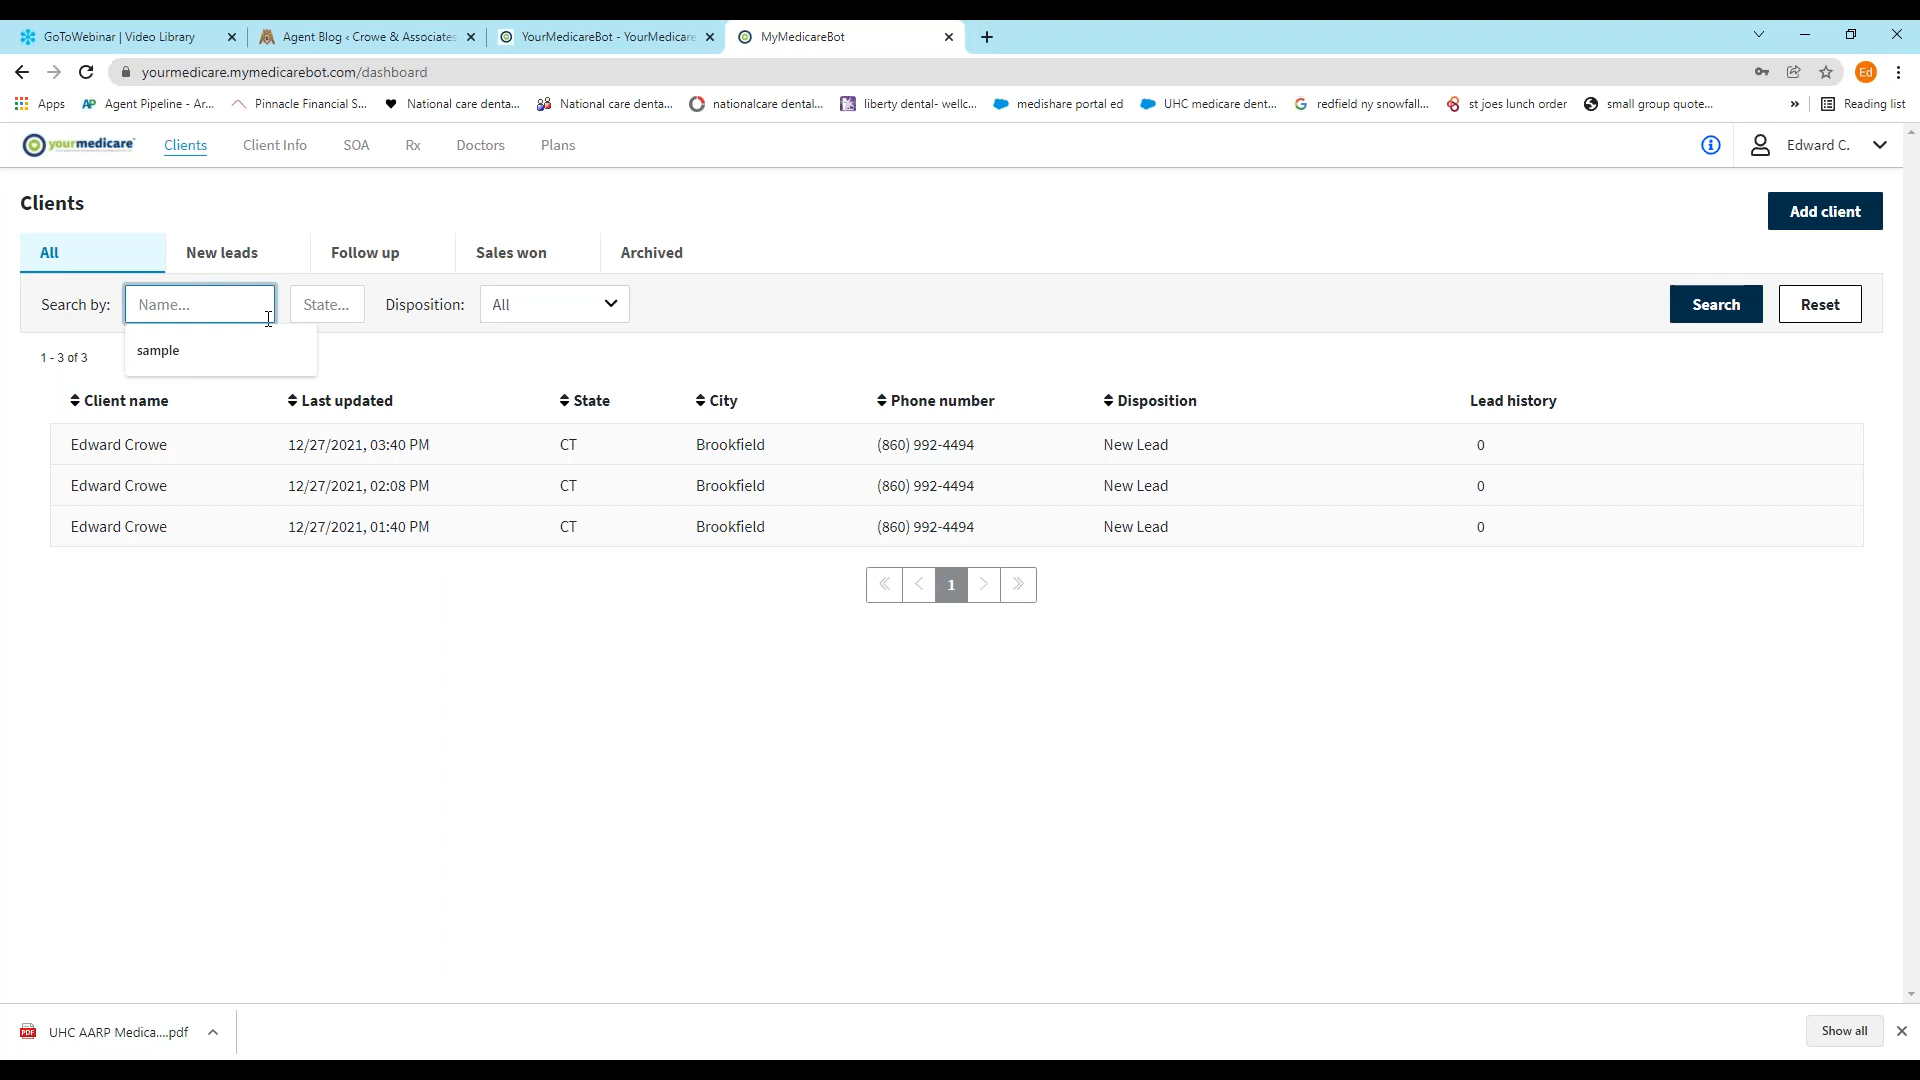 GoToWebinar | Video Library
Agent Blog ‹ Crowe & Associates
YourMedicareBot - YourMedicare
MyMedicareBot
yourmedicare.mymedicarebot.com/dashboard
Ed
Apps
AP Agent Pipeline - Ar...
Pinnacle Financial S...
National care denta...
National care denta...
nationalcare dental...
liberty dental- wellc...
medishare portal ed
UHC medicare dent...
G redfield ny snowfall...
st joes lunch order
small group quote...
»
Reading list
yourmedicare
Clients
Client Info
SOA
Rx
Doctors
Plans
Edward C.
Clients
Add client
All
New leads
Follow up
Sales won
Archived
Search by: Name... State... Disposition: All Search Reset
sample
1 - 3 of 3
Client name Last updated State City Phone number Disposition Lead history
Edward Crowe 12/27/2021, 03:40 PM CT Brookfield (860) 992-4494 New Lead 0
Edward Crowe 12/27/2021, 02:08 PM CT Brookfield (860) 992-4494 New Lead 0
Edward Crowe 12/27/2021, 01:40 PM CT Brookfield (860) 992-4494 New Lead 0
« < 1 > »
PDF UHC AARP Medica....pdf
Show all